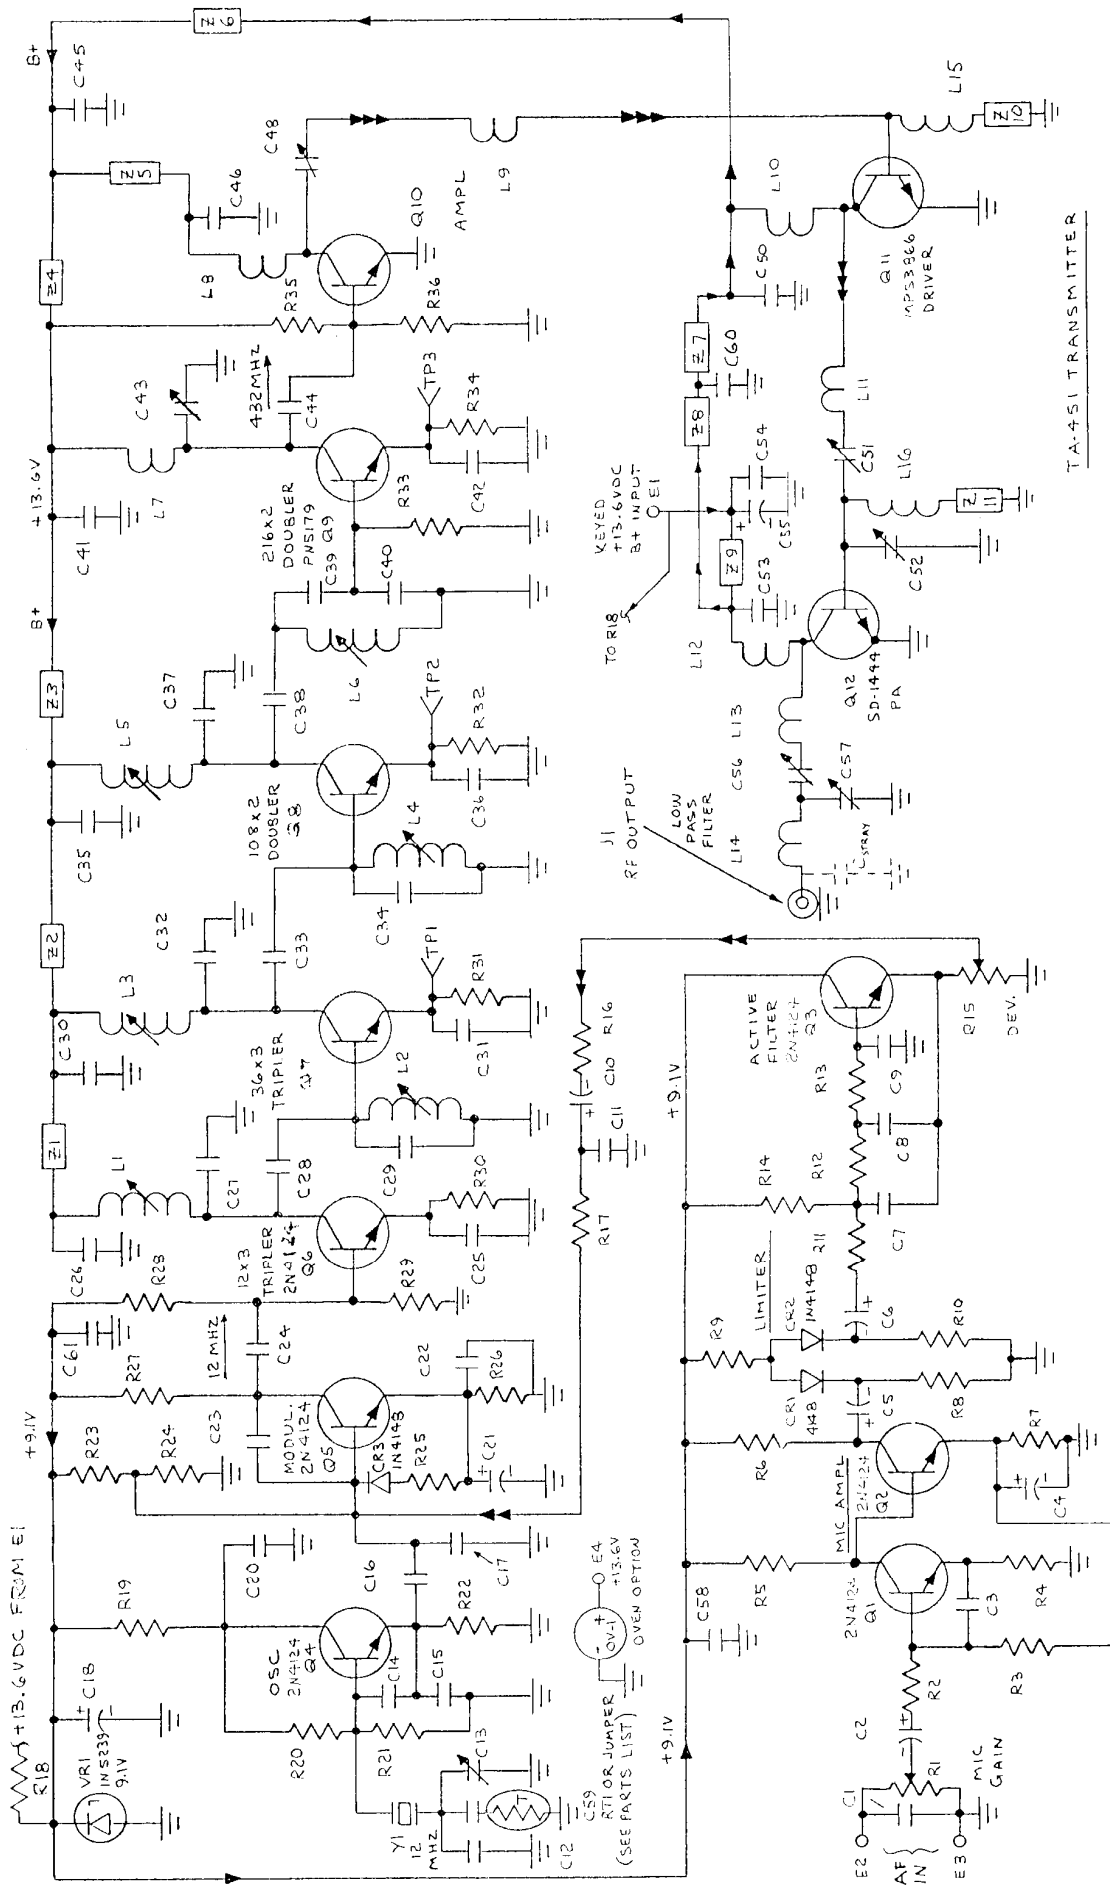 R18
+13.6VDC FROM E1
VR1
1N5239
9.1V
C18
+
-
R19
+9.1V
R23
R24
R27
C61
R28
C26
Z1
L1
C27
C30
Z2
L3
C32
C35
Z3
L5
C37
B+
C41
+13.6V
L7
C43
Z4
Z5
C45
B+
Z6
C20
OSC
2N4124
Q4
R20
R21
C14
C15
C16
R22
C17
Y1
12
MHZ
C13
C12
C59
RT1 OR JUMPER
(SEE PARTS LIST)
OV-1
-
+
E4
+13.6V
OVEN OPTION
C23
12MHZ
C24
MODUL.
2N4124
Q5
CR3
1N4148
R25
C21
+
-
C22
R26
12X3
TRIPLER
2N4124
Q6
R29
C25
R30
C28
C29
L2
36X3
TRIPLER
Q7
C31
R31
TP1
C33
C34
L4
108X2
DOUBLER
Q8
C36
R32
TP2
C38
L6
C39
C40
216X2
DOUBLER
PN5179
Q9
R33
C42
R34
TP3
432MHZ
C44
R35
R36
L8
C46
C48
Q10
AMPL
L9
R17
C11
+
-
C10
R16
+9.1V
C58
R5
R6
R9
+9.1V
LIMITER
CR1
4148
CR2
1N4148
R14
R11
R12
R13
ACTIVE
FILTER
2N4124
Q3
C5
+
-
C6
+
-
C7
C8
C9
R8
R10
R15
DEV.
MIC AMPL
2N4124
Q2
2N4124
Q1
C3
R4
R3
C4
+
-
R7
E2
AF
IN
E3
C1
R1
MIC
GAIN
C2
-
+
R2
J1
RF OUTPUT
LOW
PASS
FILTER
L14
CSTRAY
C56
C57
L13
L12
Q12
SD-1444
PA
C52
TO R18
KEYED
+13.6VDC
B+ INPUT
E1
C53
Z9
+
-
C55
C54
Z8
C60
Z7
C50
L10
L16
Z11
C51
L11
Q11
MPS3866
DRIVER
L15
Z10
TA-451 TRANSMITTER